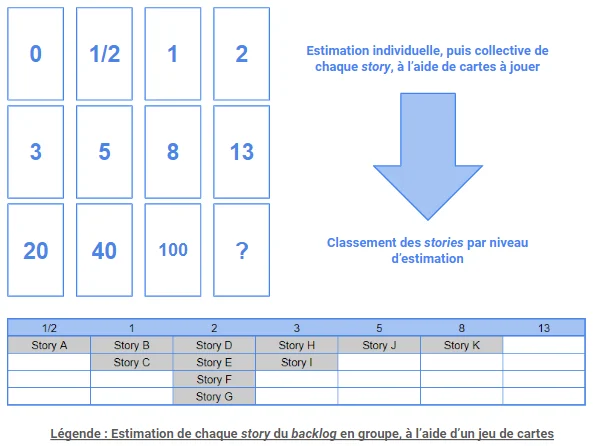 0 1/2 1 2
Estimation individuelle, puis collective de
chaque story, à l'aide de cartes à jouer
3 5 8 13
20 40 100 ?
Classement des stories par niveau
d'estimation
1/2 1 2 3 5 8 13
Story A Story B Story D Story H Story J Story K
Story C Story E Story I
Story F
Story G
Légende : Estimation de chaque story du backlog en groupe, à l'aide d'un jeu de cartes